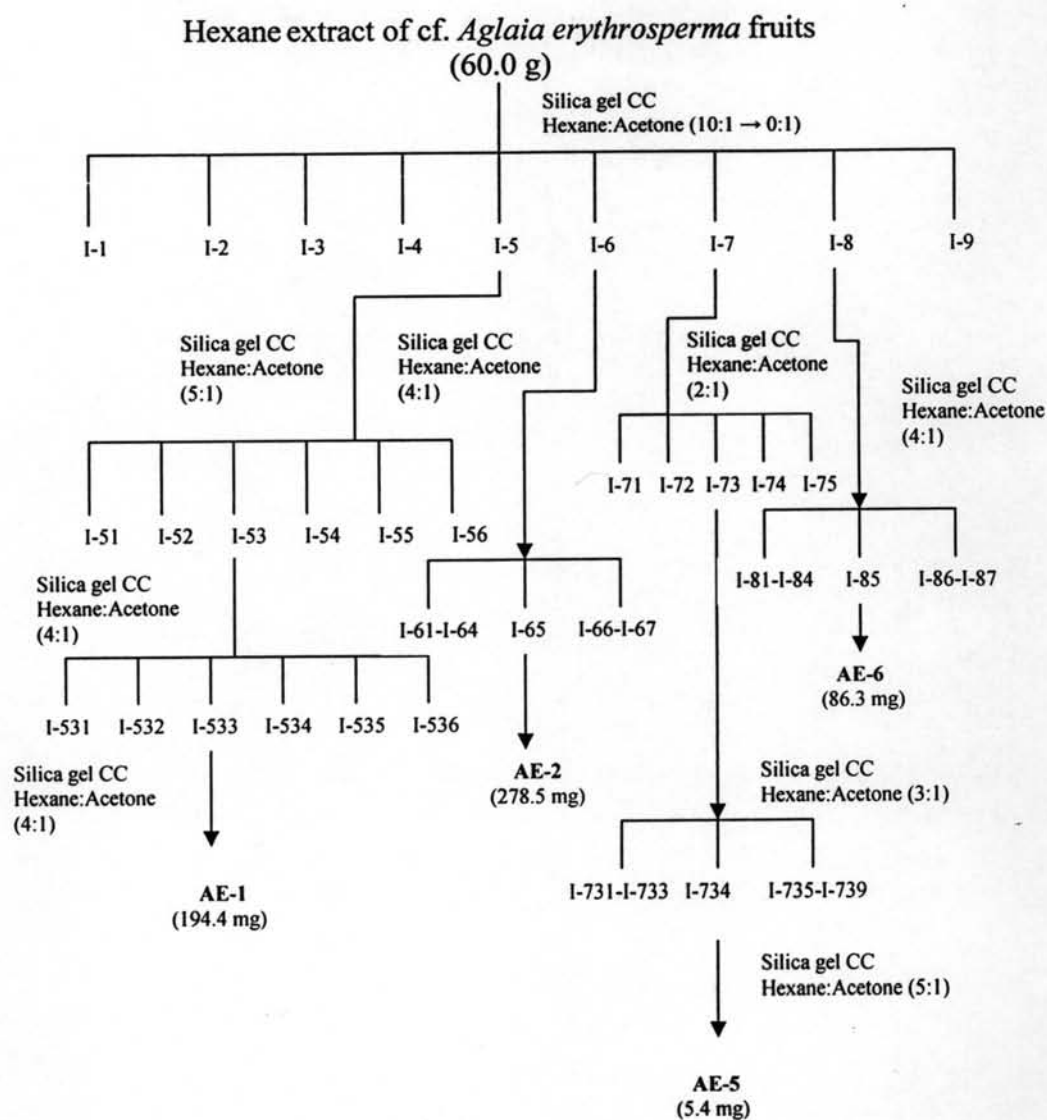 Hexane extract of cf. Aglaia erythrosperma fruits
(60.0 g)
Silica gel CC
Hexane:Acetone (10:1 → 0:1)
I-1
I-2
I-3
I-4
I-5
I-6
I-7
I-8
I-9
Silica gel CC
Hexane:Acetone
(5:1)
Silica gel CC
Hexane:Acetone
(4:1)
Silica gel CC
Hexane:Acetone
(2:1)
Silica gel CC
Hexane:Acetone
(4:1)
I-71
I-72
I-73
I-74
I-75
I-51
I-52
I-53
I-54
I-55
I-56
I-81-I-84
I-85
I-86-I-87
Silica gel CC
Hexane:Acetone
(4:1)
I-61-I-64
I-65
I-66-I-67
AE-6
(86.3 mg)
I-531
I-532
I-533
I-534
I-535
I-536
Silica gel CC
Hexane:Acetone
(4:1)
AE-2
(278.5 mg)
Silica gel CC
Hexane:Acetone (3:1)
AE-1
(194.4 mg)
I-731-I-733
I-734
I-735-I-739
Silica gel CC
Hexane:Acetone (5:1)
AE-5
(5.4 mg)